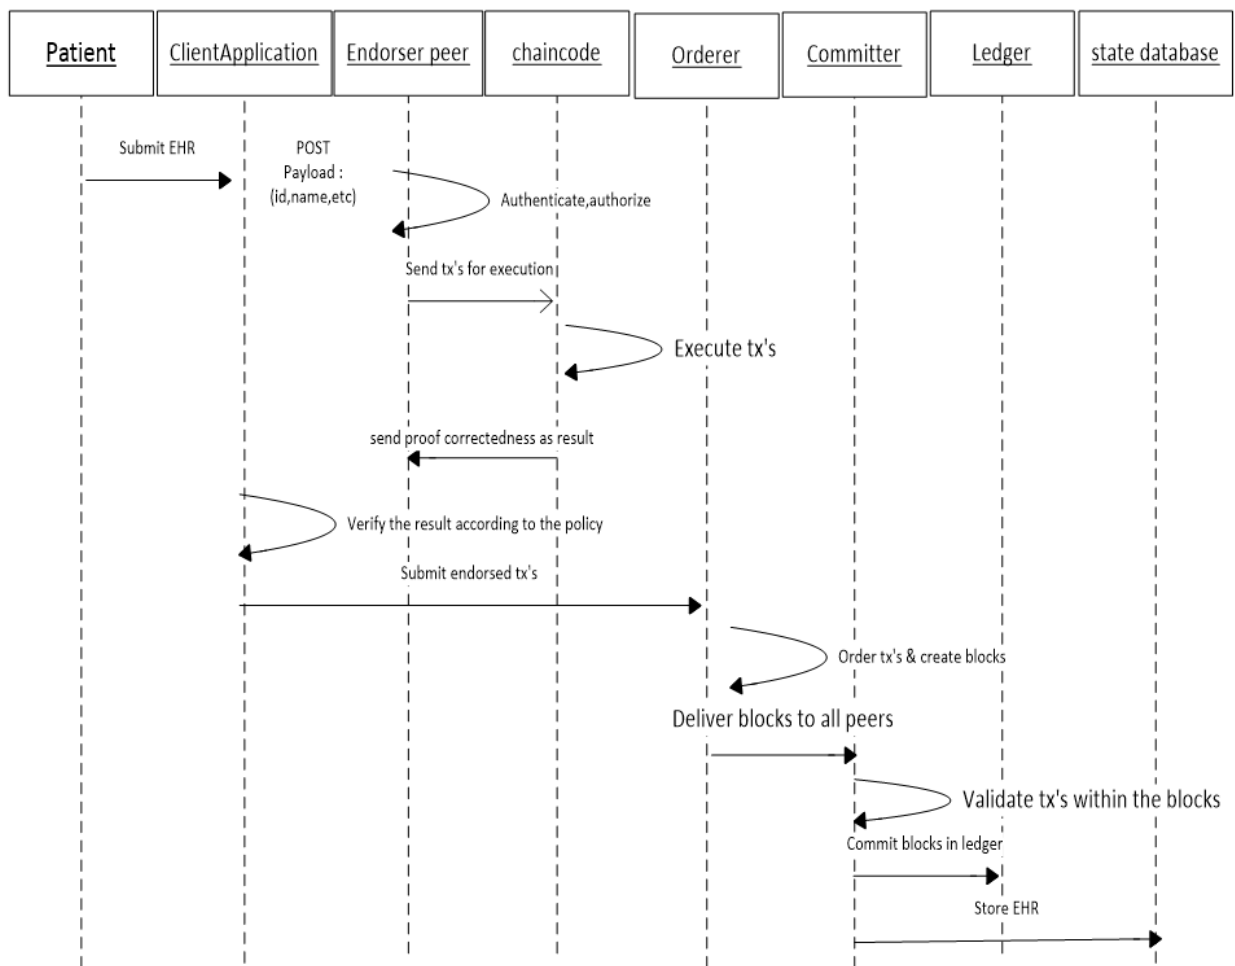 Patient
ClientApplication
Endorser peer
chaincode
Orderer
Committer
Ledger
state database
Submit EHR
POST
Payload :
(id,name,etc)
Authenticate,authorize
Send tx's for execution
Execute tx's
send proof correctedness as result
Verify the result according to the policy
Submit endorsed tx's
Order tx's & create blocks
Deliver blocks to all peers
Validate tx's within the blocks
Commit blocks in ledger
Store EHR